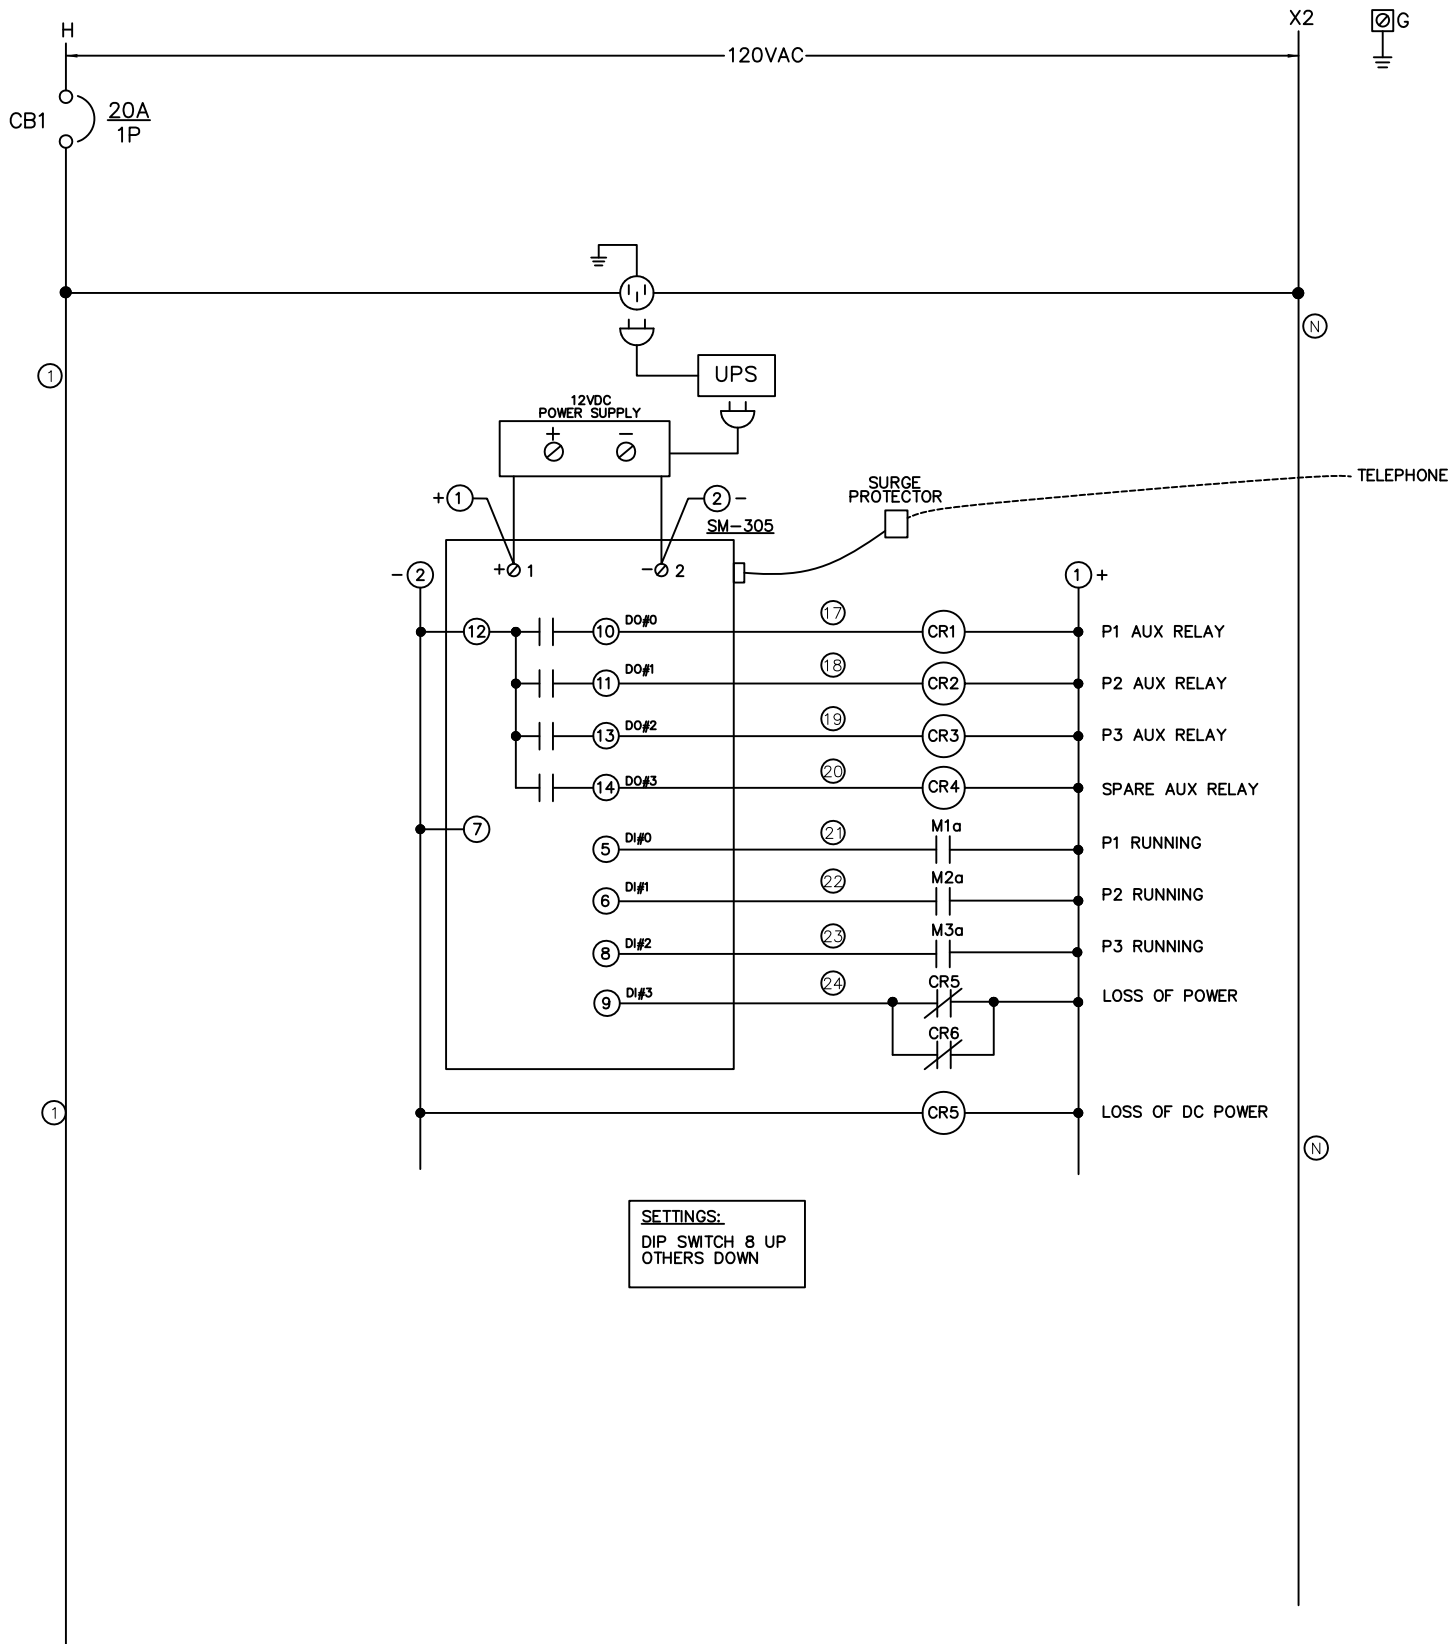 H
X2
G
120VAC
CB1
20A
1P
N
1
UPS
12VDC
POWER SUPPLY
+ −
SURGE
PROTECTOR
TELEPHONE
+ 1
2 −
SM-305
− 2
+ 1
− 2
1 +
12
10 DO#0
17
CR1
P1 AUX RELAY
11 DO#1
18
CR2
P2 AUX RELAY
13 DO#2
19
CR3
P3 AUX RELAY
14 DO#3
20
CR4
SPARE AUX RELAY
7
5 DI#0
21
M1a
P1 RUNNING
6 DI#1
22
M2a
P2 RUNNING
8 DI#2
23
M3a
P3 RUNNING
9 DI#3
24
CR5
LOSS OF POWER
CR6
1
CR5
LOSS OF DC POWER
N
SETTINGS:
DIP SWITCH 8 UP
OTHERS DOWN